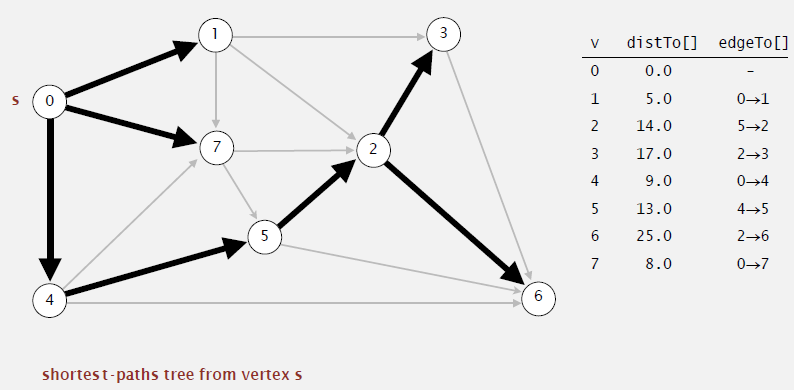 1
3
s 0
7
2
5
4
6
v distTo[] edgeTo[]
0 0.0 -
1 5.0 0→1
2 14.0 5→2
3 17.0 2→3
4 9.0 0→4
5 13.0 4→5
6 25.0 2→6
7 8.0 0→7
shortest-paths tree from vertex s